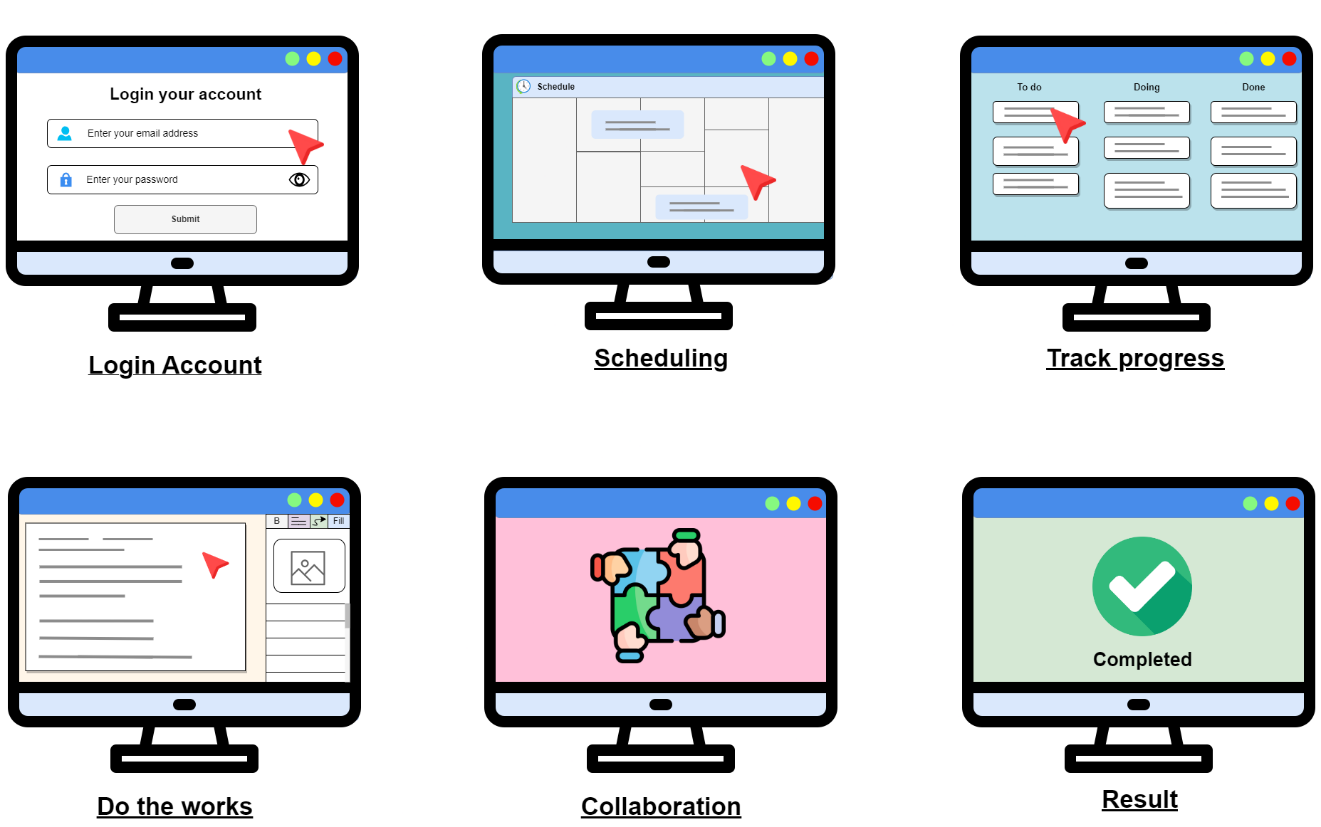 Login your account
Enter your email address
Enter your password
Submit
Login Account
Schedule
Scheduling
To do
Doing
Done
Track progress
B
Fill
Do the works
Collaboration
Completed
Result